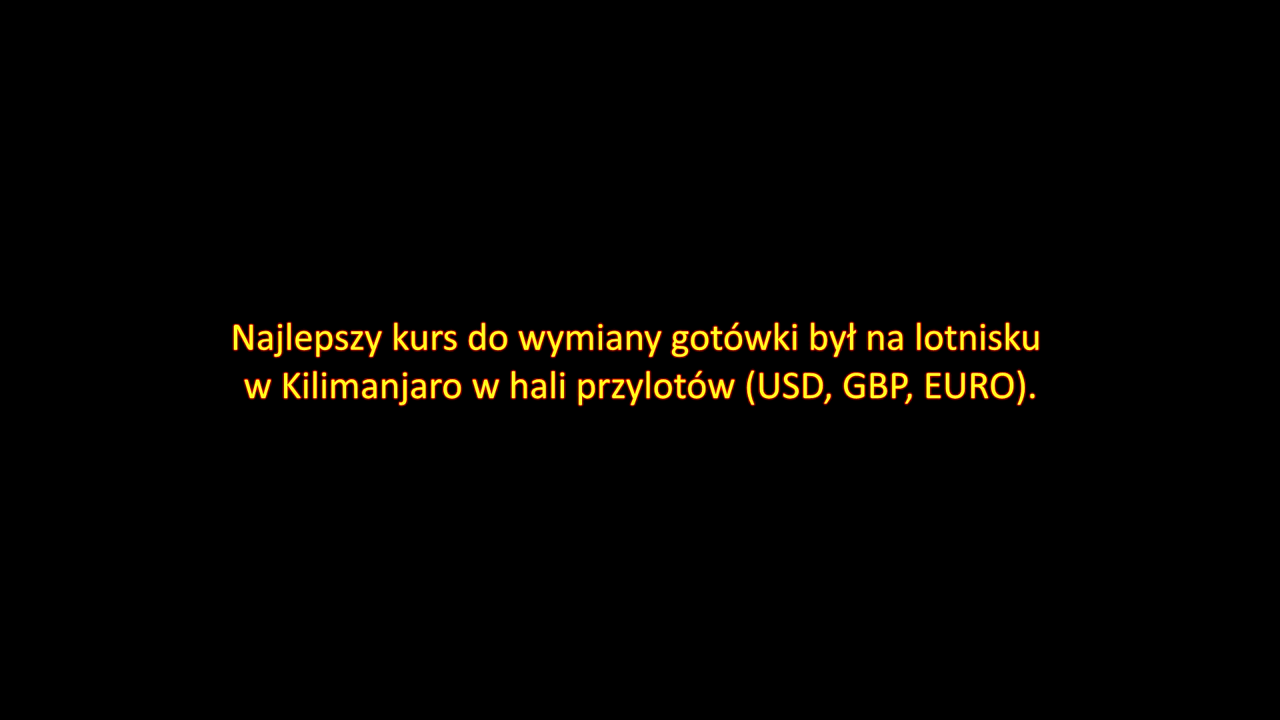 Najlepszy kurs do wymiany gotówki był na lotnisku
w Kilimanjaro w hali przylotów (USD, GBP, EURO).